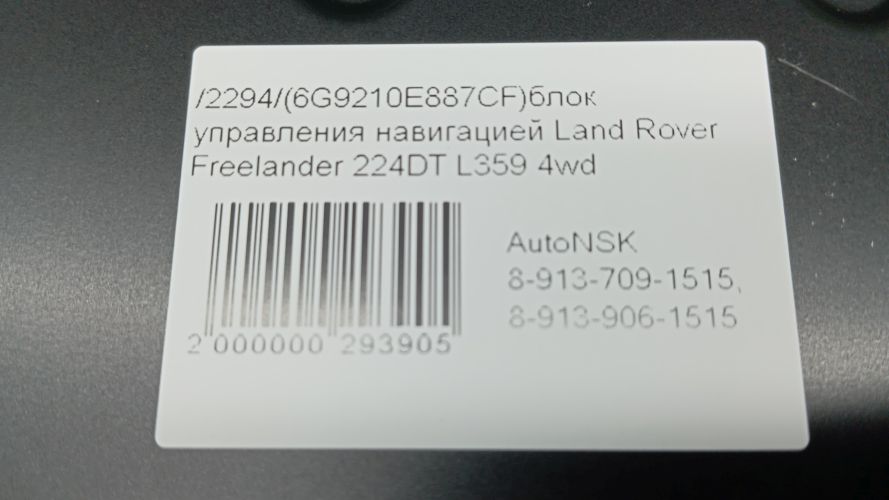 /2294/(6G9210E887CF)блок
управления навигацией Land Rover
Freelander 224DT L359 4wd
AutoNSK
8-913-709-1515,
8-913-906-1515
2 000000 293905